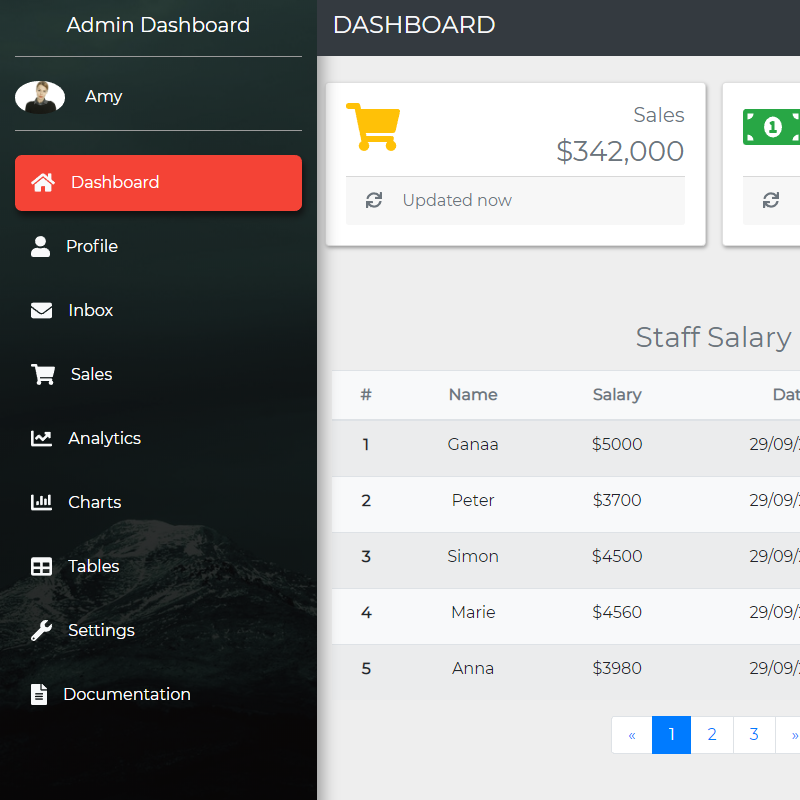 Admin Dashboard
Amy
Dashboard
Profile
Inbox
Sales
Analytics
Charts
Tables
Settings
Documentation
DASHBOARD
Sales
$342,000
Updated now
1
Staff Salary
# Name Salary
1 Ganaa $5000 29/09/
2 Peter $3700 29/09/
3 Simon $4500 29/09/
4 Marie $4560 29/09/
5 Anna $3980 29/09/
« 1 2 3 »